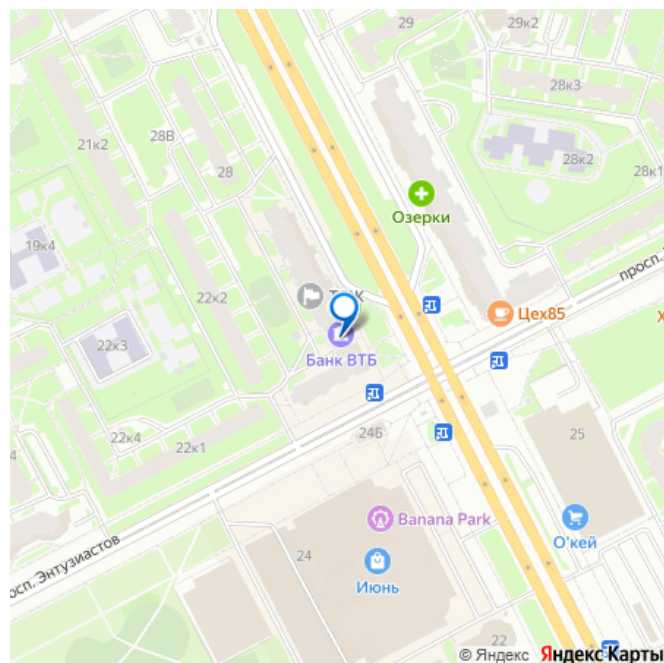 29
29к2
28к3
21к2
28В
28
28к2
28к1
Озерки
19к4
просп.
22к2
Цех85
22к3
Банк ВТБ
22к4
22к1
24Б
25
Banana Park
О'кей
просп. Энтузиастов
24
Июнь
22
© Яндекс
Яндекс Карты